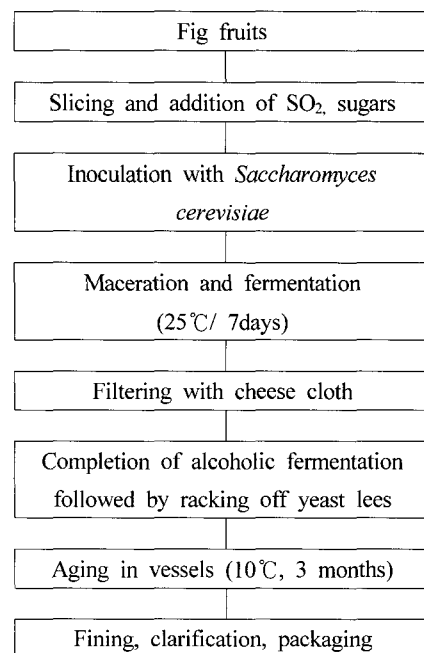 Fig fruits
Slicing and addition of SO₂, sugars
Inoculation with Saccharomyces
cerevisiae
Maceration and fermentation
(25℃/ 7days)
Filtering with cheese cloth
Completion of alcoholic fermentation
followed by racking off yeast lees
Aging in vessels (10℃, 3 months)
Fining, clarification, packaging